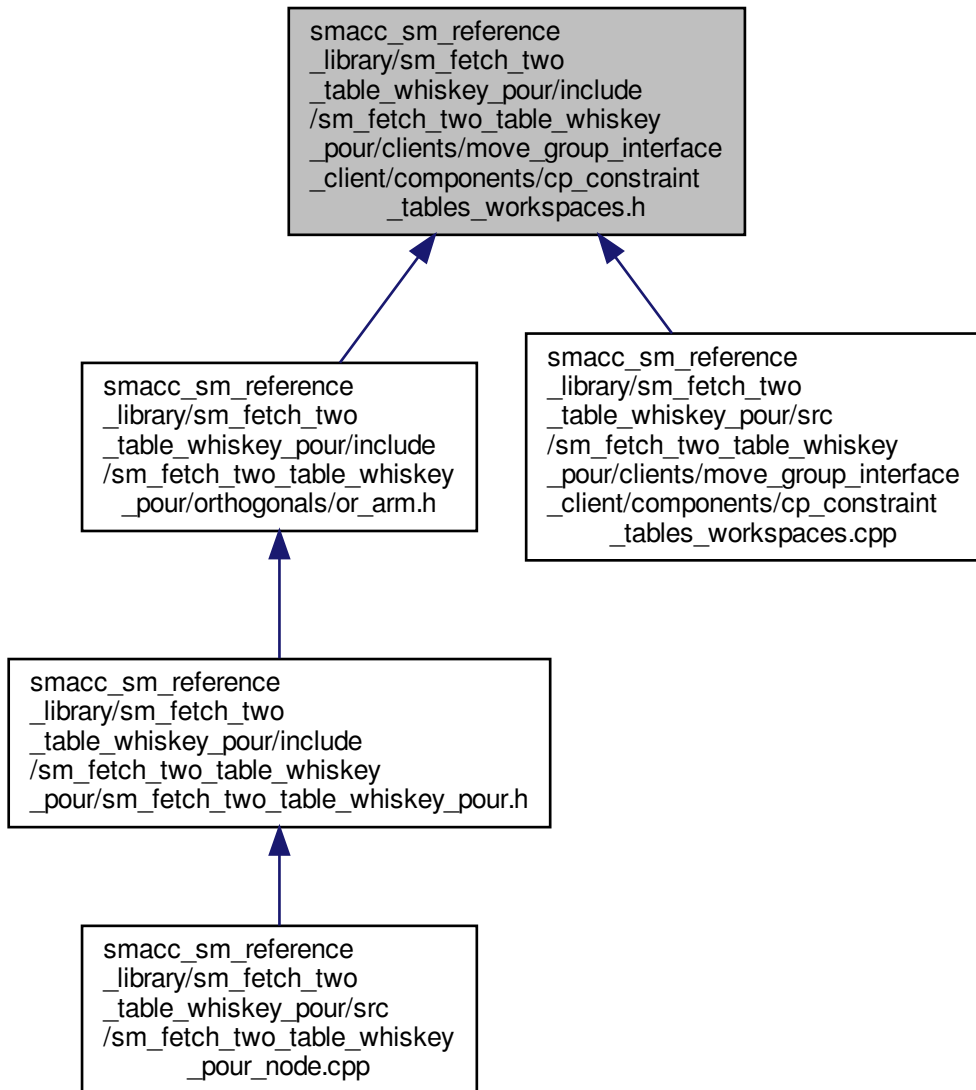 smacc_sm_reference
_library/sm_fetch_two
_table_whiskey_pour/include
/sm_fetch_two_table_whiskey
_pour/clients/move_group_interface
_client/components/cp_constraint
_tables_workspaces.h
smacc_sm_reference
_library/sm_fetch_two
_table_whiskey_pour/include
/sm_fetch_two_table_whiskey
_pour/orthogonals/or_arm.h
smacc_sm_reference
_library/sm_fetch_two
_table_whiskey_pour/src
/sm_fetch_two_table_whiskey
_pour/clients/move_group_interface
_client/components/cp_constraint
_tables_workspaces.cpp
smacc_sm_reference
_library/sm_fetch_two
_table_whiskey_pour/include
/sm_fetch_two_table_whiskey
_pour/sm_fetch_two_table_whiskey_pour.h
smacc_sm_reference
_library/sm_fetch_two
_table_whiskey_pour/src
/sm_fetch_two_table_whiskey
_pour_node.cpp